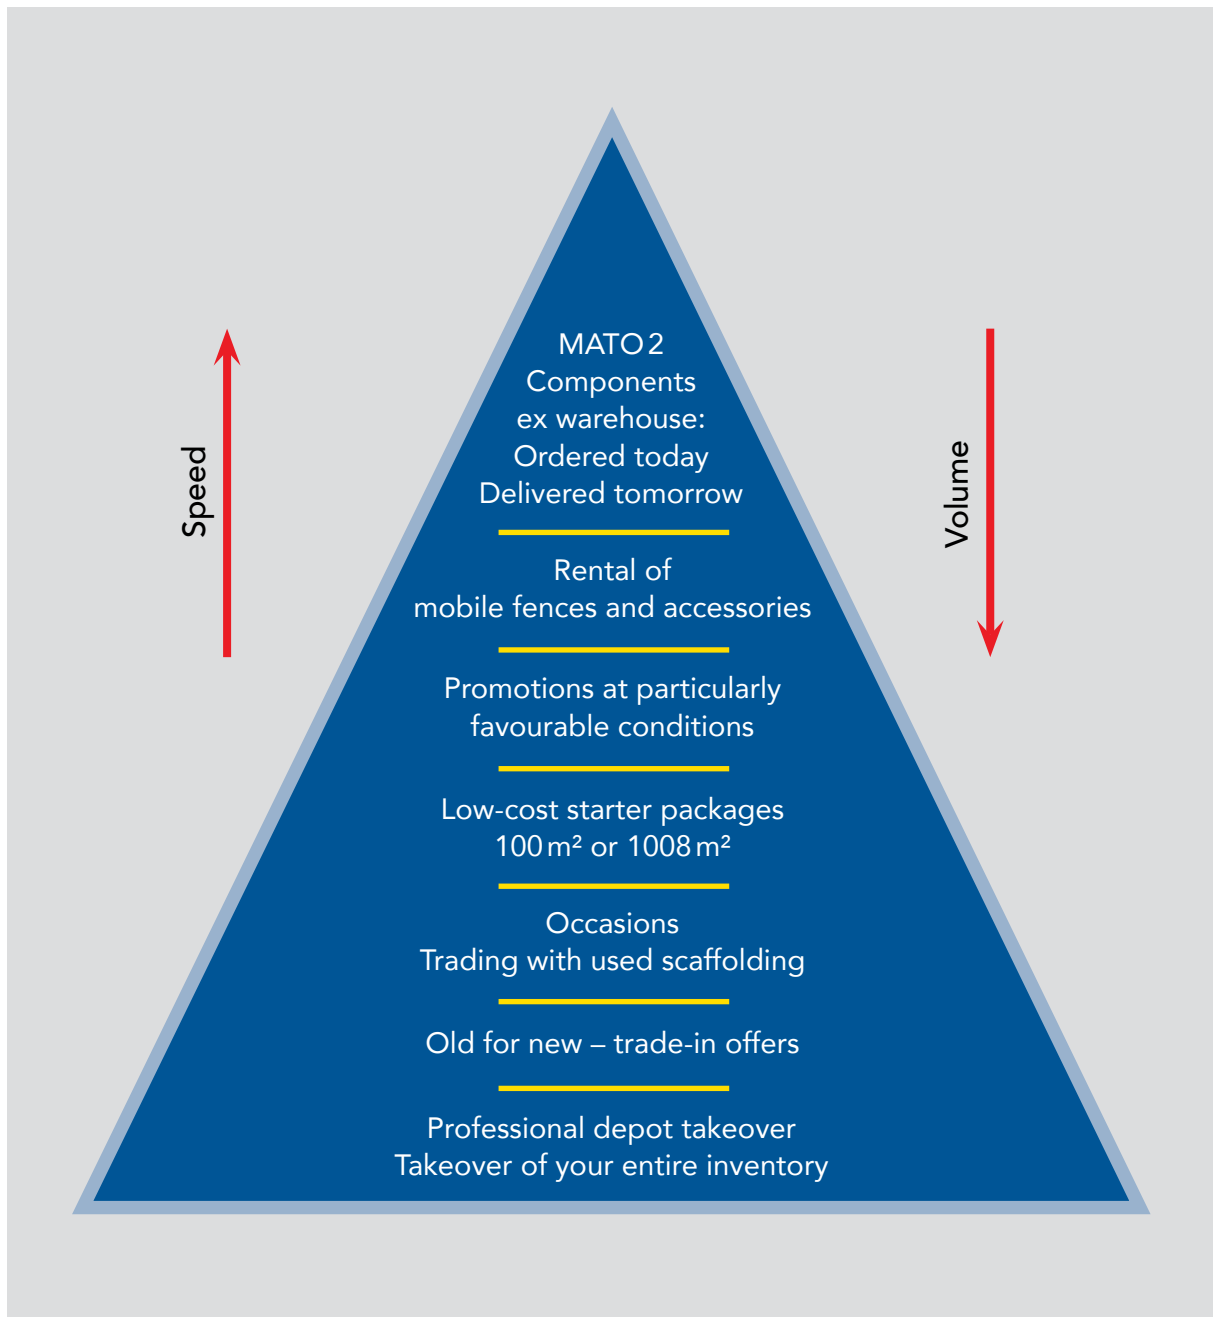 MATO 2
Components
ex warehouse:
Ordered today
Delivered tomorrow
Speed
Volume
Rental of
mobile fences and accessories
Promotions at particularly
favourable conditions
Low-cost starter packages
100 m² or 1008 m²
Occasions
Trading with used scaffolding
Old for new – trade-in offers
Professional depot takeover
Takeover of your entire inventory